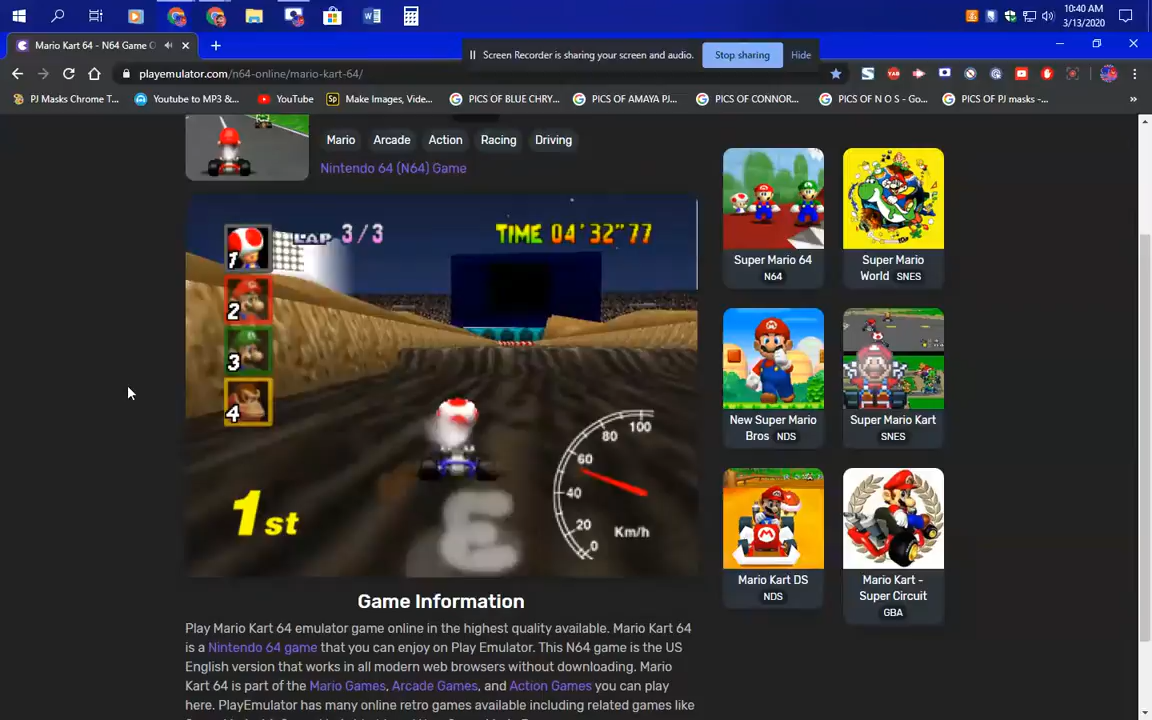 10:40 AM
3/13/2020
Mario Kart 64 - N64 Game O
Screen Recorder is sharing your screen and audio.
Stop sharing
Hide
playemulator.com/n64-online/mario-kart-64/
PJ Masks Chrome T...
Youtube to MP3 &...
YouTube
Make Images, Vide...
PICS OF BLUE CHRY...
PICS OF AMAYA PJ...
PICS OF CONNOR...
PICS OF N O S - Go...
PICS OF PJ masks -...
Mario
Arcade
Action
Racing
Driving
Nintendo 64 (N64) Game
LAP 3/3
TIME 04'32"77
1
2
3
4
1st
100
80
60
40
20
0
Km/h
Super Mario 64
N64
Super Mario
World SNES
New Super Mario
Bros NDS
Super Mario Kart
SNES
Mario Kart DS
NDS
Mario Kart -
Super Circuit
GBA
Game Information
Play Mario Kart 64 emulator game online in the highest quality available. Mario Kart 64
is a Nintendo 64 game that you can enjoy on Play Emulator. This N64 game is the US
English version that works in all modern web browsers without downloading. Mario
Kart 64 is part of the Mario Games, Arcade Games, and Action Games you can play
here. PlayEmulator has many online retro games available including related games like